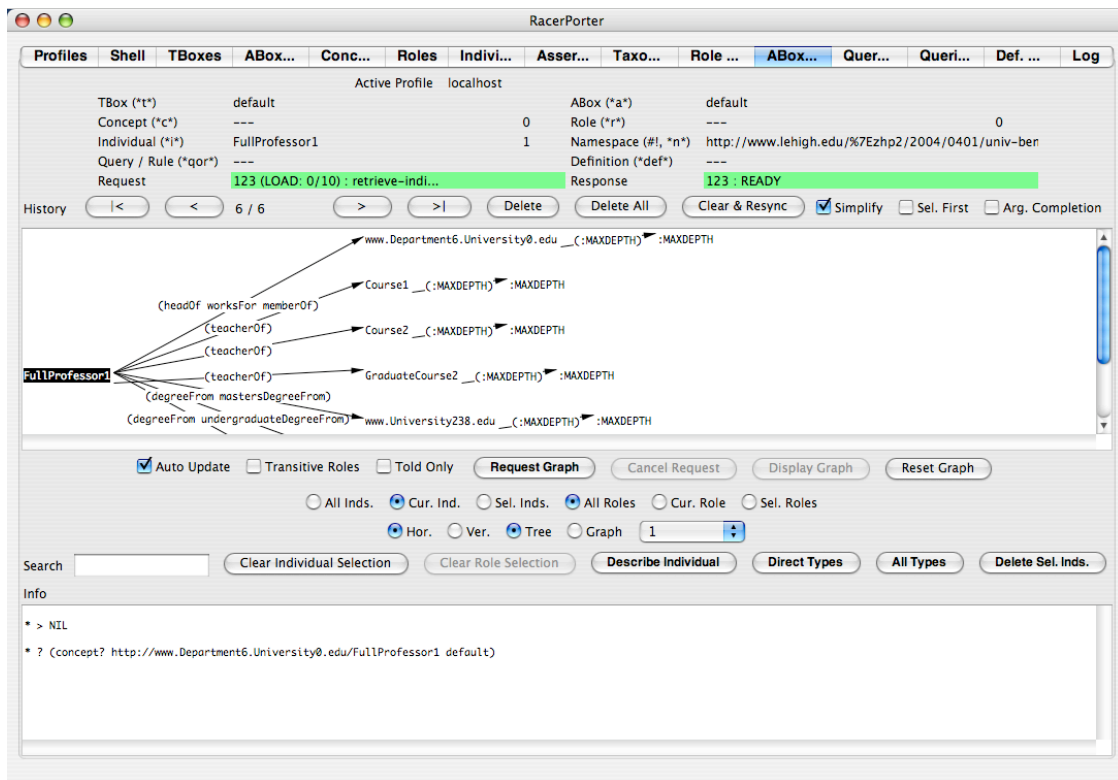 RacerPorter
Profiles Shell TBoxes ABox... Conc... Roles Indivi... Asser... Taxo... Role ... ABox... Quer... Queri... Def. ... Log
Active Profile localhost
TBox (*t*) default ABox (*a*) default
Concept (*c*) --- 0 Role (*r*) --- 0
Individual (*i*) FullProfessor1 1 Namespace (#!, *n*) http://www.lehigh.edu/%7Ezhp2/2004/0401/univ-ben
Query / Rule (*qor*) --- Definition (*def*) ---
Request 123 (LOAD: 0/10) : retrieve-indi... Response 123 : READY
History |< < 6 / 6 > >| Delete Delete All Clear & Resync Simplify Sel. First Arg. Completion
www.Department6.University0.edu __(:MAXDEPTH) :MAXDEPTH
Course1 __(:MAXDEPTH) :MAXDEPTH
(headOf worksFor memberOf)
(teacherOf)
Course2 __(:MAXDEPTH) :MAXDEPTH
(teacherOf)
FullProfessor1 (teacherOf) GraduateCourse2 __(:MAXDEPTH) :MAXDEPTH
(degreeFrom mastersDegreeFrom)
(degreeFrom undergraduateDegreeFrom) www.University238.edu __(:MAXDEPTH) :MAXDEPTH
Auto Update Transitive Roles Told Only Request Graph Cancel Request Display Graph Reset Graph
All Inds. Cur. Ind. Sel. Inds. All Roles Cur. Role Sel. Roles
Hor. Ver. Tree Graph 1
Search Clear Individual Selection Clear Role Selection Describe Individual Direct Types All Types Delete Sel. Inds.
Info
* > NIL
* ? (concept? http://www.Department6.University0.edu/FullProfessor1 default)